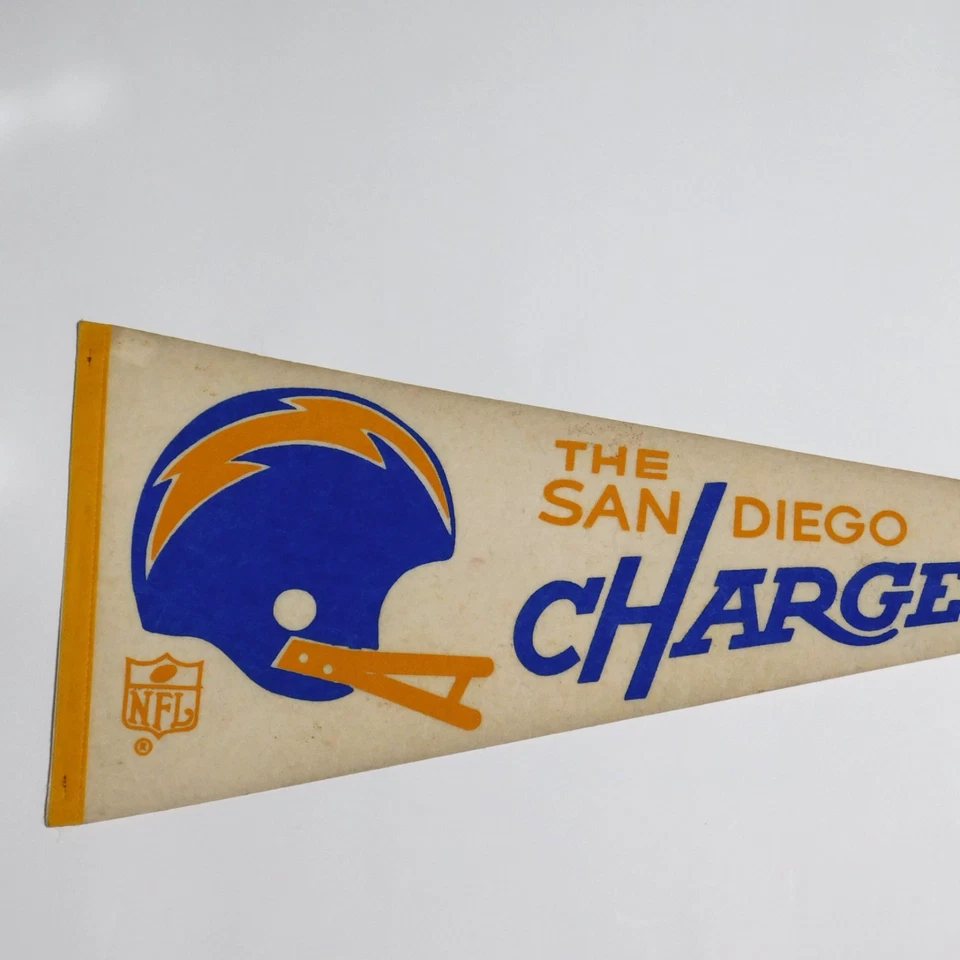 THE
SAN DIEGO
CHARGE
NFL
®